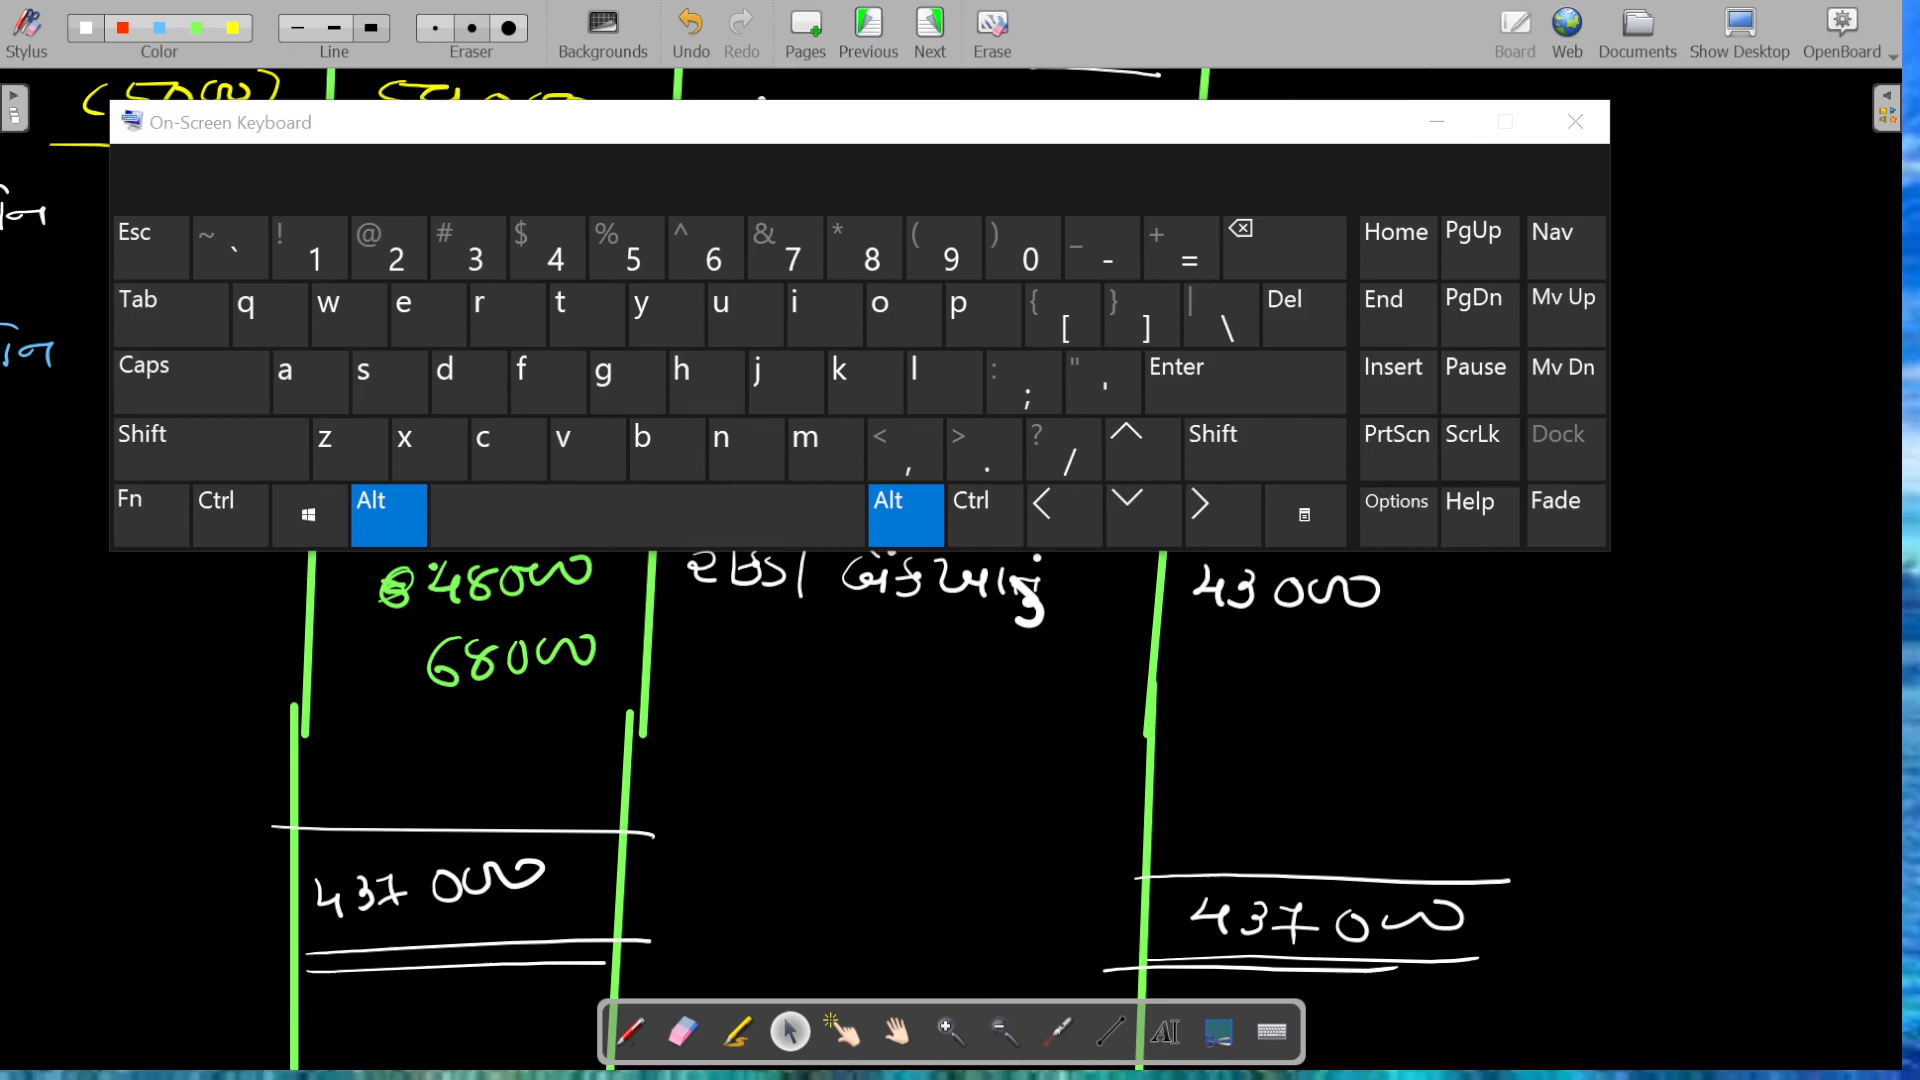 Stylus Color Line Eraser Backgrounds Undo Redo Pages Previous Next Erase Board Web Documents Show Desktop OpenBoard
On-Screen Keyboard
Esc ~ ` ! 1 @ 2 # 3 $ 4 % 5 ^ 6 & 7 * 8 ( 9 ) 0 _ - + = Home PgUp Nav
Tab q w e r t y u i o p { [ } ] | \ Del End PgDn Mv Up
Caps a s d f g h j k l : ; " ' Enter Insert Pause Mv Dn
Shift z x c v b n m < , > . ? / Shift PrtScn ScrLk Dock
Fn Ctrl Alt Alt Ctrl Options Help Fade
48000 રોકડ બેંકખાતું 43000
68000
437000 437000
AI